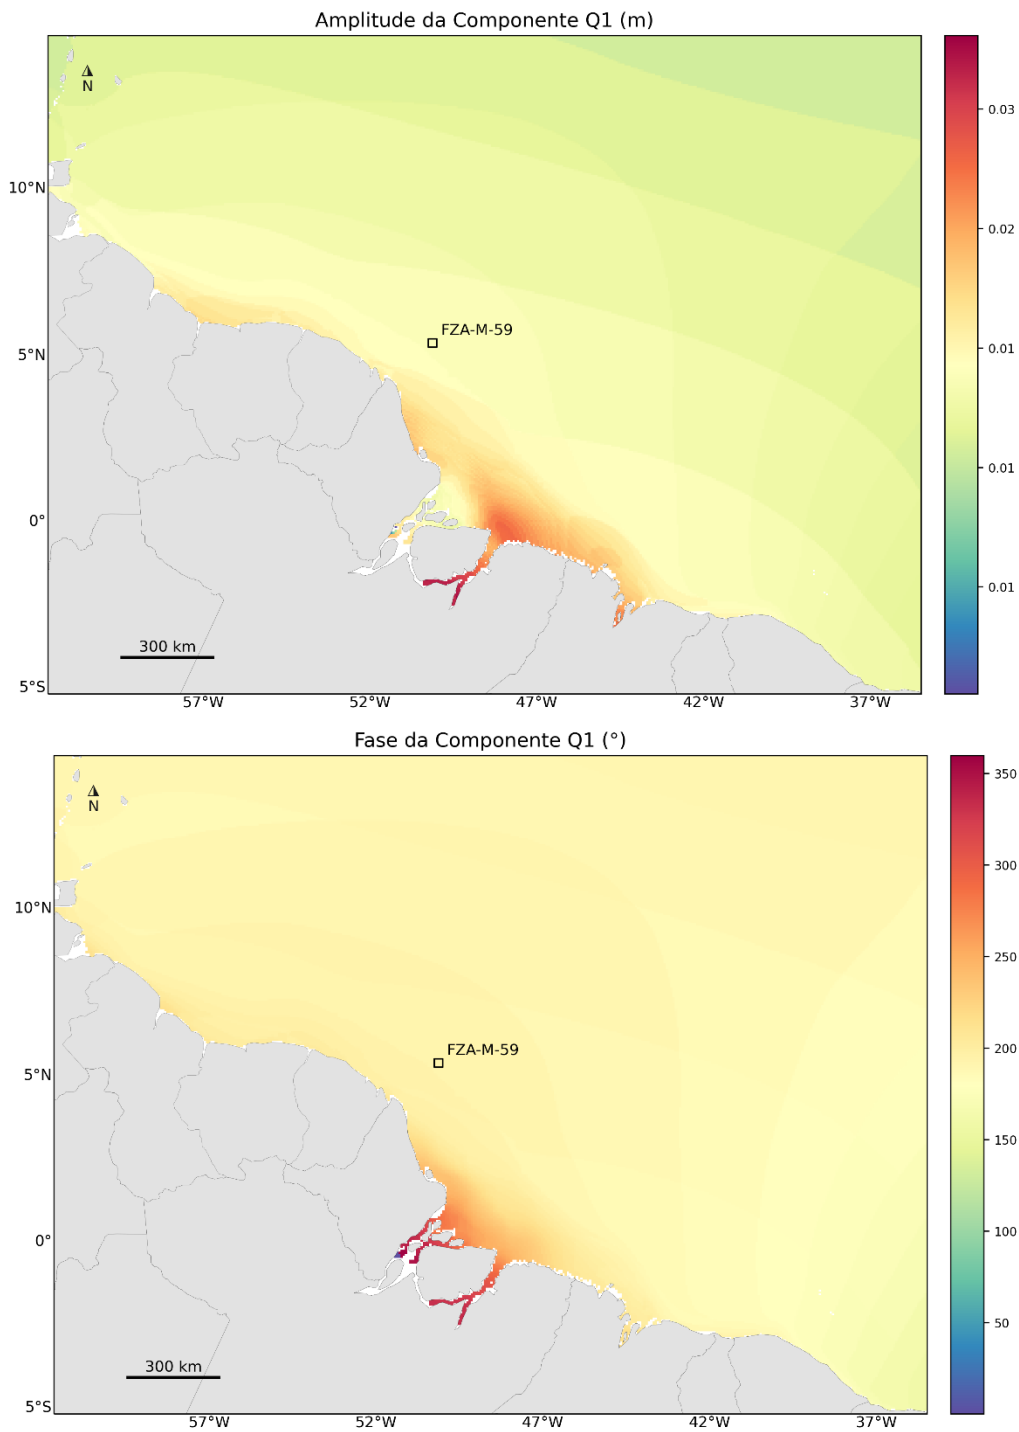 Amplitude da Componente Q1 (m)
N
10°N
5°N
0°
5°S
FZA-M-59
300 km
57°W 52°W 47°W 42°W 37°W
0.03
0.02
0.01
0.01
0.01
Fase da Componente Q1 (°)
N
10°N
5°N
0°
5°S
FZA-M-59
300 km
57°W 52°W 47°W 42°W 37°W
350
300
250
200
150
100
50